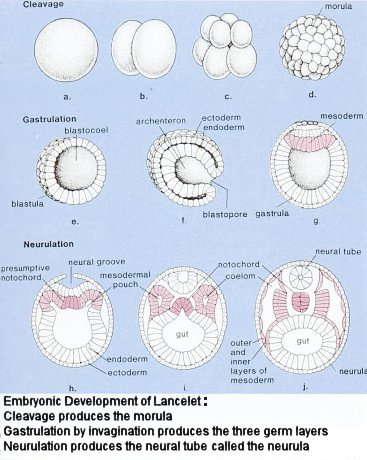 Cleavage
morula
a.
b.
c.
d.
Gastrulation
blastocoel
archenteron
ectoderm
endoderm
mesoderm
blastula
blastopore
gastrula
e.
f.
g.
Neurulation
neural tube
presumptive
notochord
neural groove
mesodermal
pouch
notochord
coelom
gut
gut
endoderm
ectoderm
outer
and
inner
layers of
mesoderm
neurula
h.
i.
j.
Embryonic Development of Lancelet :
Cleavage produces the morula
Gastrulation by invagination produces the three germ layers
Neurulation produces the neural tube called the neurula